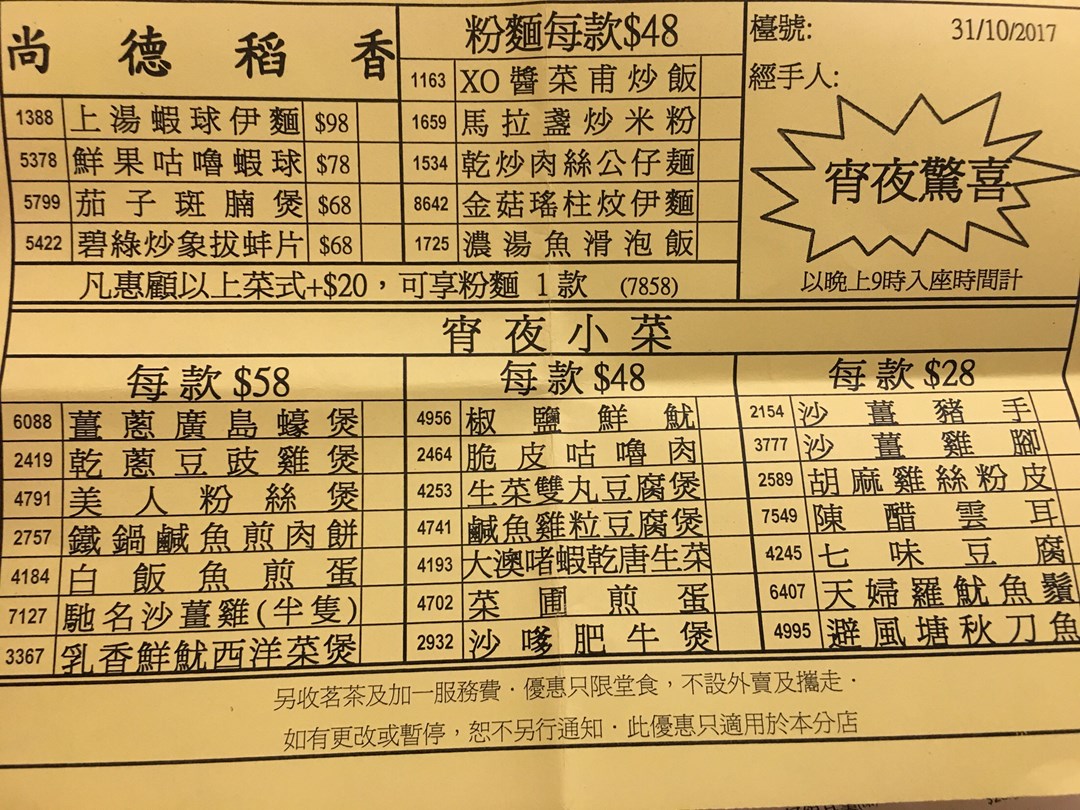 尚德稻香
1388 上湯蝦球伊麵 $98
5378 鮮果咕嚕蝦球 $78
5799 茄子斑腩煲 $68
5422 碧綠炒象拔蚌片 $68
粉麵每款$48
1163 XO醬菜甫炒飯
1659 馬拉盞炒米粉
1534 乾炒肉絲公仔麵
8642 金菇瑤柱炆伊麵
1725 濃湯魚滑泡飯
凡惠顧以上菜式+$20，可享粉麵 1 款 (7858)
檯號: 31/10/2017
經手人:
宵夜驚喜
以晚上9時入座時間計
宵夜小菜
每款 $58
6088 薑蔥廣島蠔煲
2419 乾蔥豆豉雞煲
4791 美人粉絲煲
2757 鐵鍋鹹魚煎肉餅
4184 白飯魚煎蛋
7127 馳名沙薑雞(半隻)
3367 乳香鮮魷西洋菜煲
每款 $48
4956 椒鹽鮮魷
2464 脆皮咕嚕肉
4253 生菜雙丸豆腐煲
4741 鹹魚雞粒豆腐煲
4193 大澳啫蝦乾唐生菜
4702 菜圃煎蛋
2932 沙嗲肥牛煲
每款 $28
2154 沙薑豬手
3777 沙薑雞腳
2589 胡麻雞絲粉皮
7549 陳醋雲耳
4245 七味豆腐
6407 天婦羅魷魚鬚
4995 避風塘秋刀魚
另收茗茶及加一服務費．優惠只限堂食，不設外賣及攜走．
如有更改或暫停，恕不另行通知．此優惠只適用於本分店